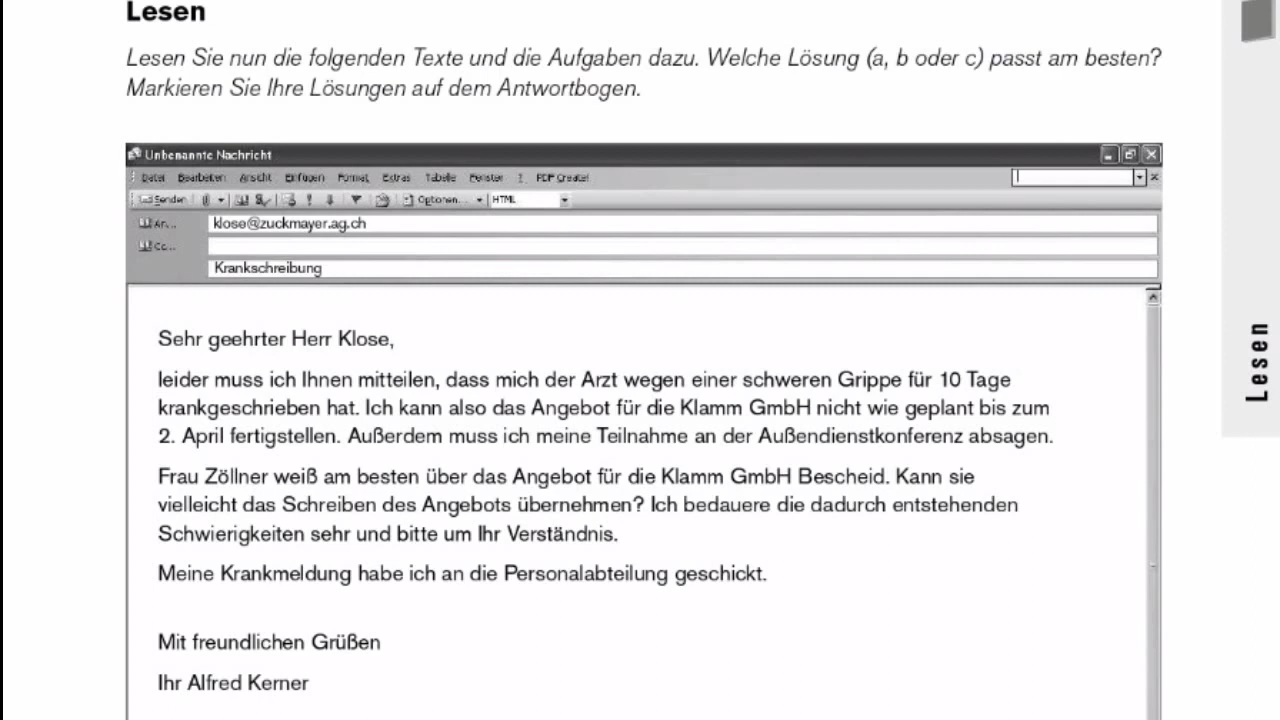 Lesen
Lesen Sie nun die folgenden Texte und die Aufgaben dazu. Welche Lösung (a, b oder c) passt am besten?
Markieren Sie Ihre Lösungen auf dem Antwortbogen.
Unbenannte Nachricht
Datei Bearbeiten Ansicht Einfügen Format Extras Tabelle Fenster ? PDF Create!
Senden Optionen... HTML
An...
klose@zuckmayer.ag.ch
Cc...
Krankschreibung
Sehr geehrter Herr Klose,
leider muss ich Ihnen mitteilen, dass mich der Arzt wegen einer schweren Grippe für 10 Tage
krankgeschrieben hat. Ich kann also das Angebot für die Klamm GmbH nicht wie geplant bis zum
2. April fertigstellen. Außerdem muss ich meine Teilnahme an der Außendienstkonferenz absagen.
Frau Zöllner weiß am besten über das Angebot für die Klamm GmbH Bescheid. Kann sie
vielleicht das Schreiben des Angebots übernehmen? Ich bedauere die dadurch entstehenden
Schwierigkeiten sehr und bitte um Ihr Verständnis.
Meine Krankmeldung habe ich an die Personalabteilung geschickt.
Mit freundlichen Grüßen
Ihr Alfred Kerner
Lesen